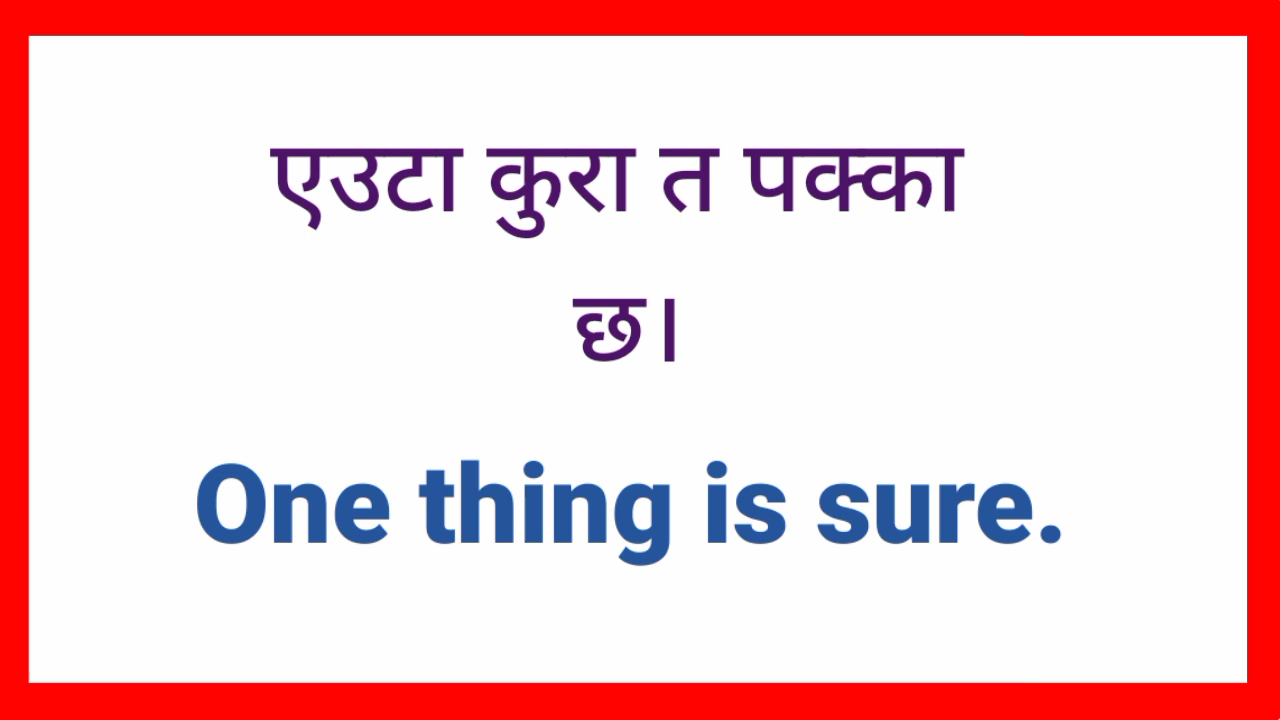 एउटा कुरा त पक्का
छ।
One thing is sure.